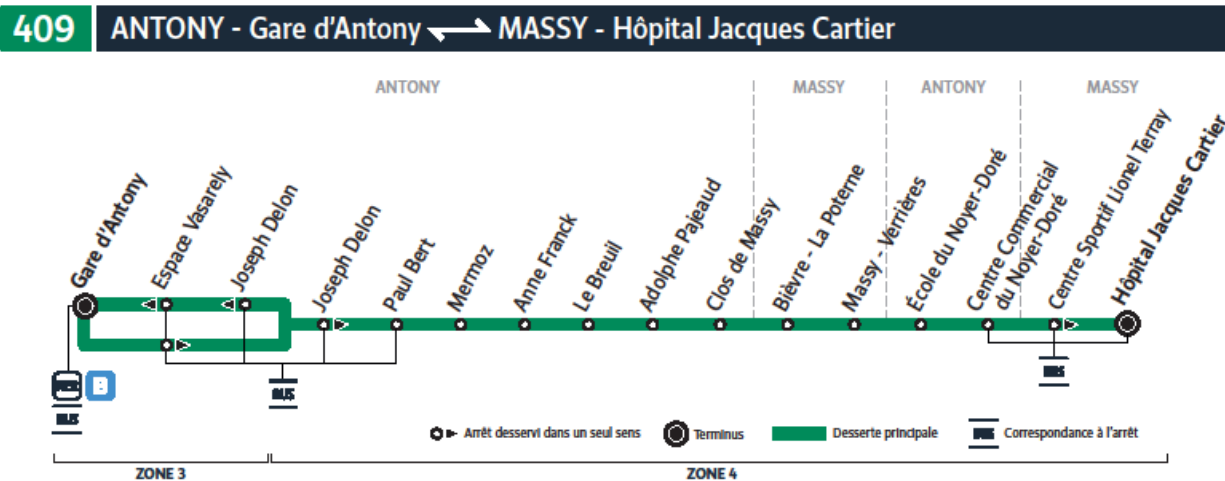 409 ANTONY - Gare d'Antony MASSY - Hôpital Jacques Cartier
ANTONY MASSY ANTONY MASSY
Gare d'Antony
Espace Vasarely
Joseph Delon
Joseph Delon
Paul Bert
Mermoz
Anne Franck
Le Breuil
Adolphe Pajeaud
Clos de Massy
Bièvre - La Poterne
Massy - Verrières
École du Noyer-Doré
Centre Commercial
du Noyer-Doré
Centre Sportif Lionel Terray
Hôpital Jacques Cartier
B
BUS
BUS
Arrêt desservi dans un seul sens Terminus Desserte principale Correspondance à l'arrêt
ZONE 3 ZONE 4